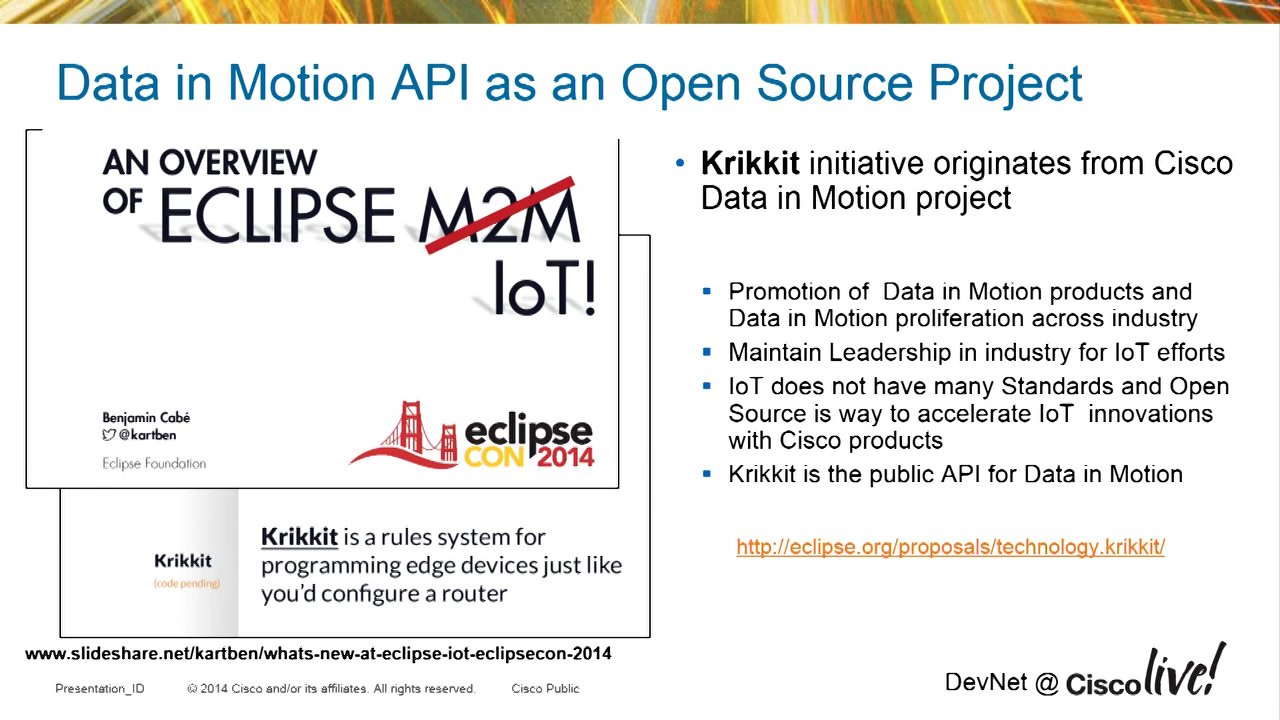 Data in Motion API as an Open Source Project
AN OVERVIEW
OF ECLIPSE M2M
IoT!
Benjamin Cabé
@kartben
Eclipse Foundation
eclipse
CON 2014
Krikkit
(code pending)
Krikkit is a rules system for
programming edge devices just like
you'd configure a router
www.slideshare.net/kartben/whats-new-at-eclipse-iot-eclipsecon-2014
• Krikkit initiative originates from Cisco
Data in Motion project
▪ Promotion of Data in Motion products and
Data in Motion proliferation across industry
▪ Maintain Leadership in industry for IoT efforts
▪ IoT does not have many Standards and Open
Source is way to accelerate IoT innovations
with Cisco products
▪ Krikkit is the public API for Data in Motion
http://eclipse.org/proposals/technology.krikkit/
Presentation_ID © 2014 Cisco and/or its affiliates. All rights reserved. Cisco Public
DevNet @ Cisco live!